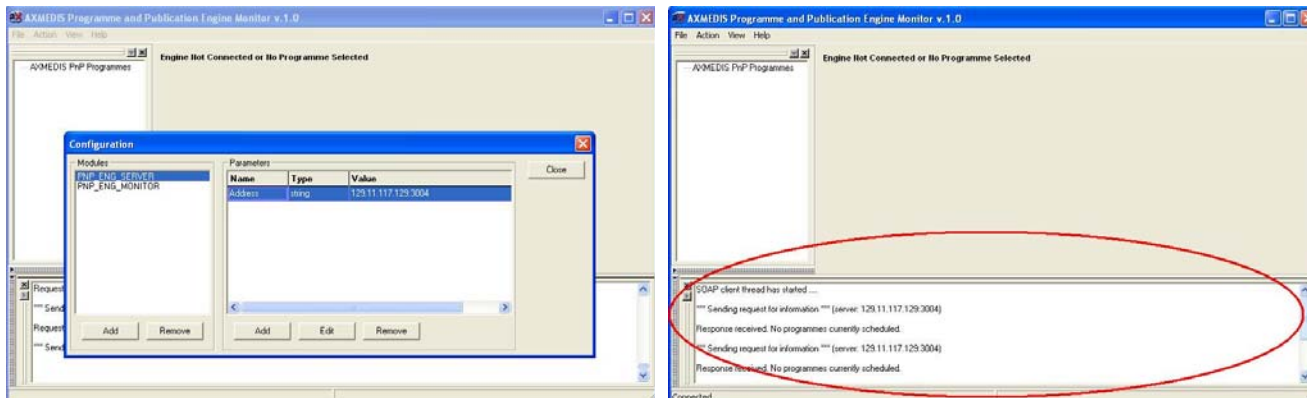 AXMEDIS Programme and Publication Engine Monitor v.1.0
File Action View Help
AXMEDIS PnP Programmes
Engine Not Connected or No Programme Selected
Configuration
Modules
PNP_ENG_SERVER
PNP_ENG_MONITOR
Parameters
Name Type Value
Address string 129.11.117.129:3004
Close
Add Remove
Add Edit Remove
Request
*** Send
Request
*** Send
AXMEDIS Programme and Publication Engine Monitor v.1.0
File Action View Help
AXMEDIS PnP Programmes
Engine Not Connected or No Programme Selected
SOAP client thread has started ....
*** Sending request for information *** (server: 129.11.117.129:3004)
Response received. No programmes currently scheduled.
*** Sending request for information *** (server: 129.11.117.129:3004)
Response received. No programmes currently scheduled.
Connected